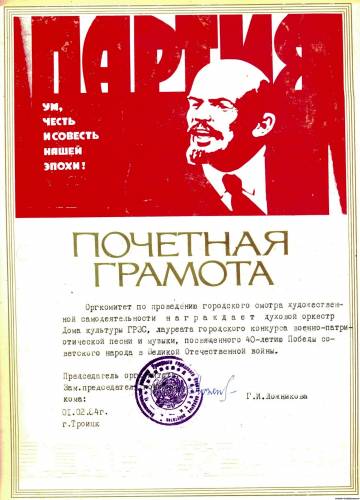 ПАРТИЯ
УМ,
ЧЕСТЬ
И СОВЕСТЬ
НАШЕЙ
ЭПОХИ!
ПОЧЕТНАЯ
ГРАМОТА
Оргкомитет по проведению городского смотра художествен-
ной самодеятельности н а г р а ж д а е т духовой оркестр
Дома культуры ГРЭС, лауреата городского конкурса военно-патри-
отической песни и музыки, посвященного 40-летию Победы со-
ветского народа в Великой Отечественной войны.
Председатель орг
Зам.председател
кома:
Г.И.Ложникова
01.02.84г.
г.Троицк